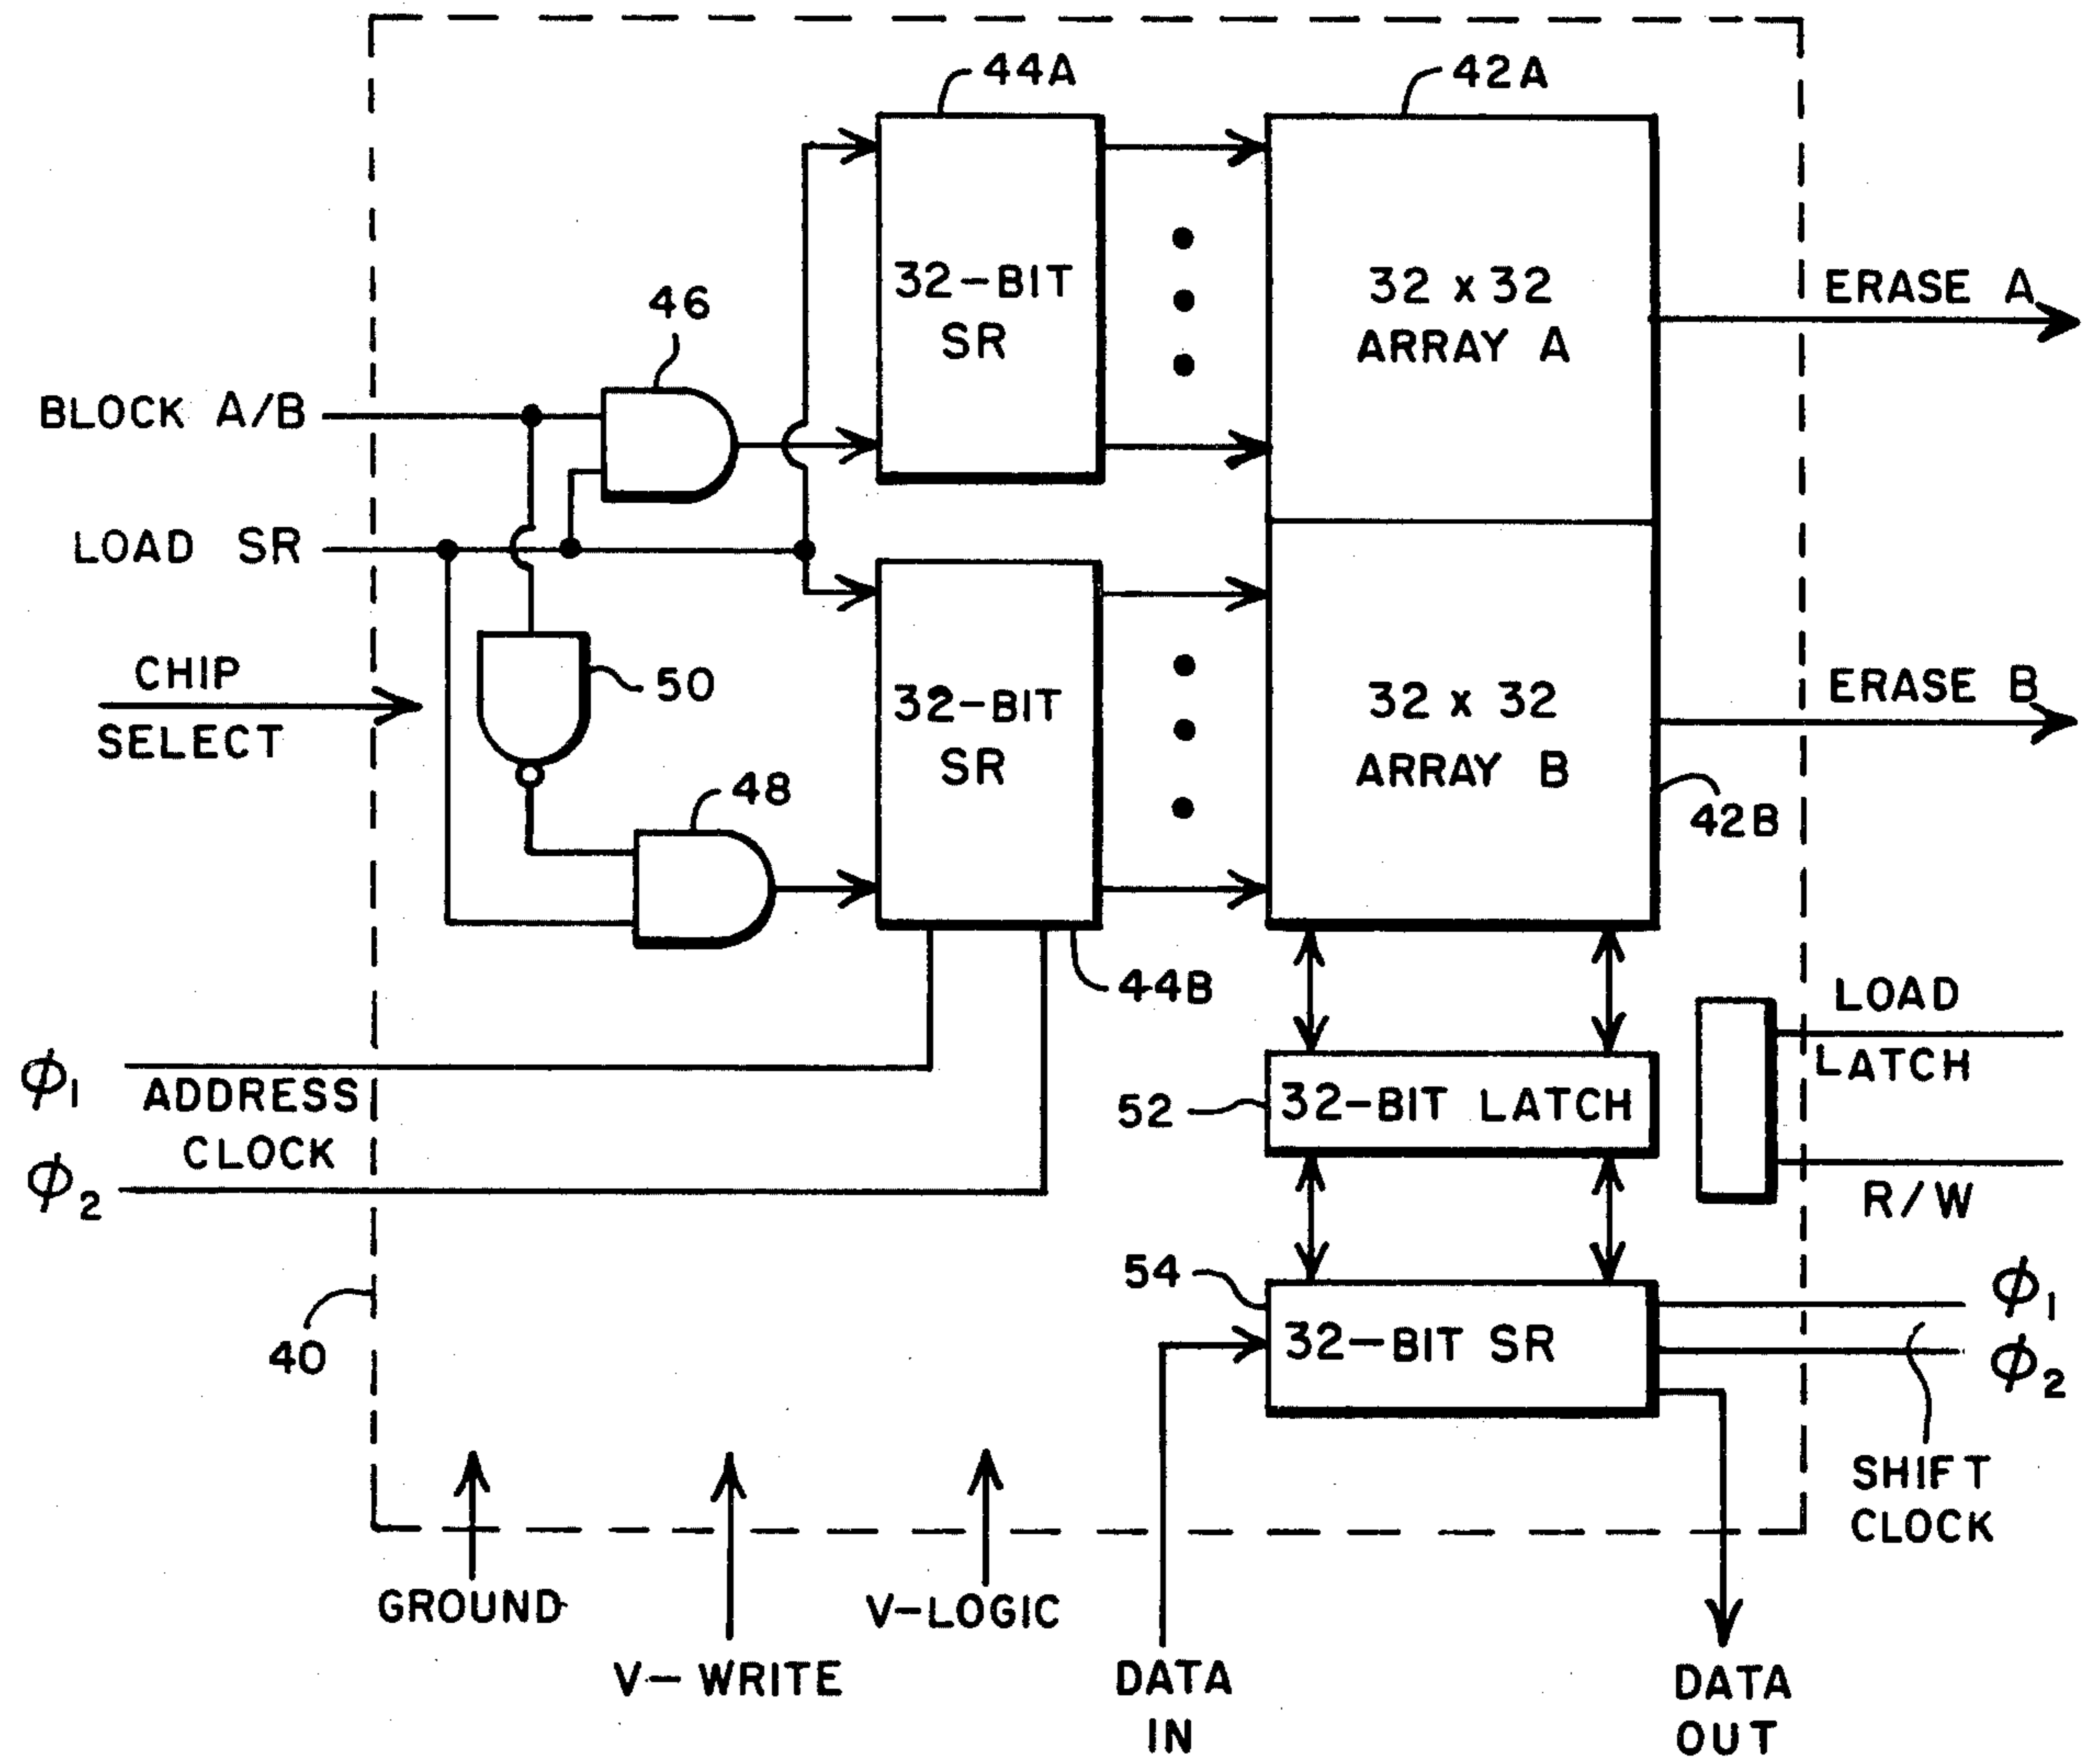 44A
42A
46
32-BIT
SR
32 x 32
ARRAY A
ERASE A
BLOCK A/B
LOAD SR
CHIP
SELECT
50
32-BIT
SR
32 x 32
ARRAY B
ERASE B
48
42B
44B
LOAD
LATCH
ϕ1
ADDRESS
CLOCK
ϕ2
52
32-BIT LATCH
R/W
54
32-BIT SR
ϕ1
ϕ2
40
SHIFT
CLOCK
GROUND
V-WRITE
V-LOGIC
DATA
IN
DATA
OUT